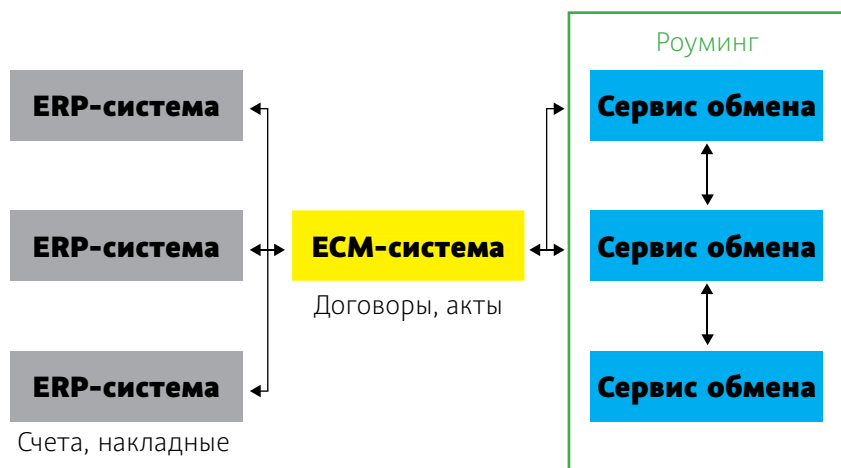 Роуминг
ERP-система
Сервис обмена
ERP-система
ECM-система
Сервис обмена
Договоры, акты
ERP-система
Сервис обмена
Счета, накладные